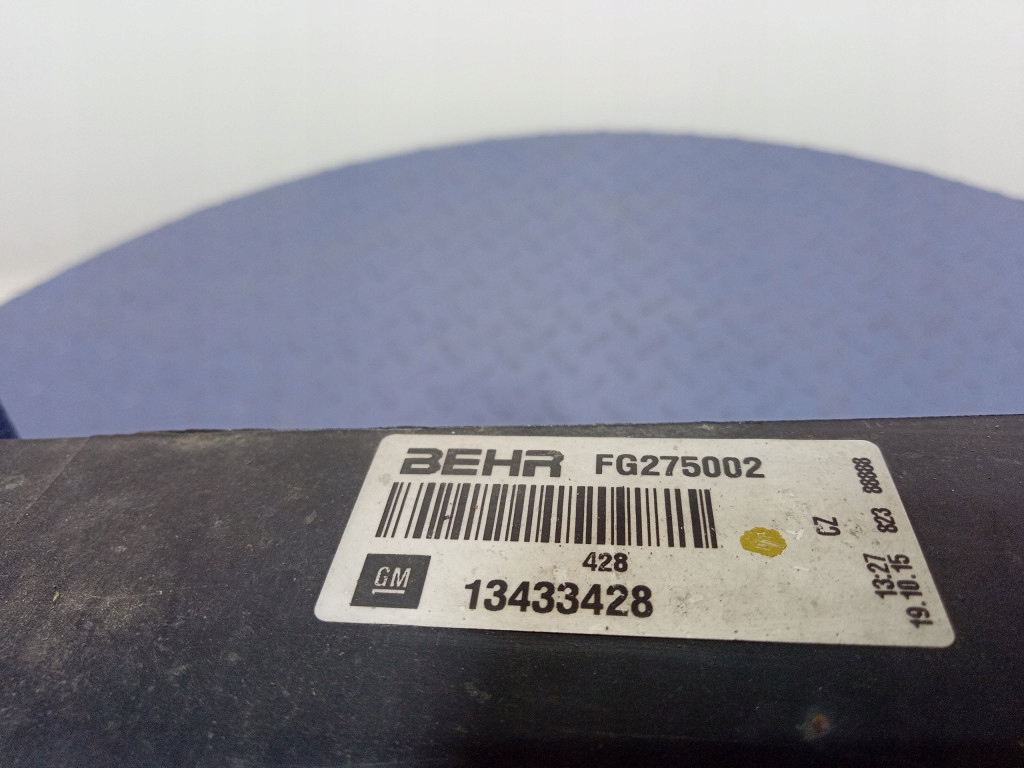 BEHR FG275002
428
GM
13433428
CZ
13:27 823 88888
19.10.15